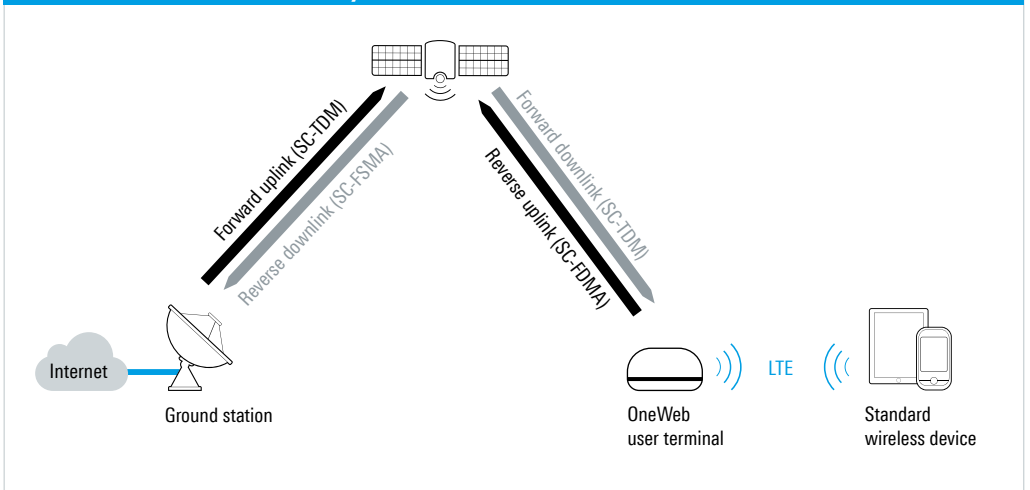 Forward uplink (SC-TDM)
Reverse downlink (SC-FSMA)
Forward downlink (SC-TDM)
Reverse uplink (SC-FDMA)
Internet
Ground station
OneWeb
user terminal
LTE
Standard
wireless device